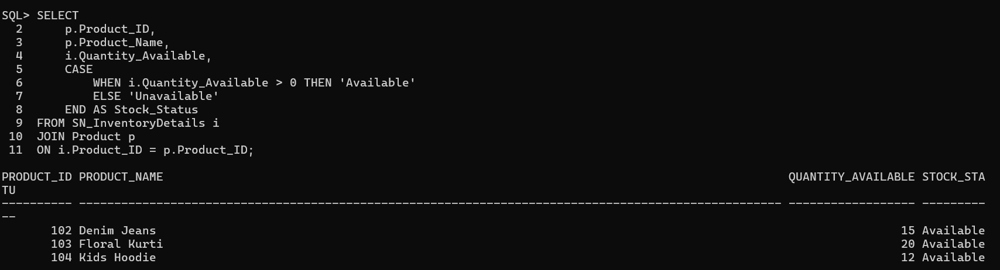 SQL> SELECT
  2      p.Product_ID,
  3      p.Product_Name,
  4      i.Quantity_Available,
  5      CASE
  6          WHEN i.Quantity_Available > 0 THEN 'Available'
  7          ELSE 'Unavailable'
  8      END AS Stock_Status
  9  FROM SN_InventoryDetails i
 10  JOIN Product p
 11  ON i.Product_ID = p.Product_ID;

PRODUCT_ID PRODUCT_NAME                                                                                         QUANTITY_AVAILABLE STOCK_STA
TU
---------- ---------------------------------------------------------------------------------------------------- ------------------ ---------
--
       102 Denim Jeans                                                                                                          15 Available
       103 Floral Kurti                                                                                                         20 Available
       104 Kids Hoodie                                                                                                          12 Available